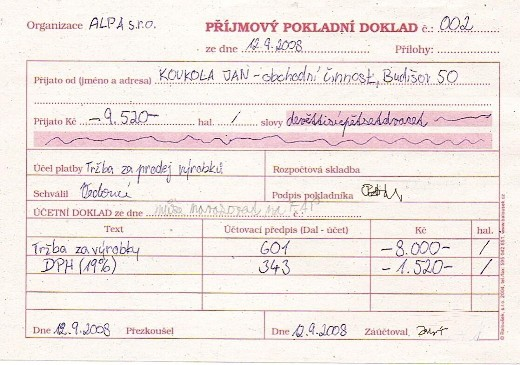 Organizace ALPA s.r.o. PŘÍJMOVÝ POKLADNÍ DOKLAD č.: 002
ze dne 12.9.2008 Přílohy:
Přijato od (jméno a adresa) KOUKOLA JAN - obchodní činnost, Budišov 50
Přijato Kč -9.520- hal. / slovy devěttisícpětsetdvacet
Účel platby Tržba za prodej výrobků Rozpočtová skladba
Schválil Vedoucí Podpis pokladníka
ÚČETNÍ DOKLAD ze dne č.
Text Účtovací předpis (Dal - účet) Kč hal.
Tržba za výrobky 601 -8.000- /
DPH (19%) 343 -1.520- /
Dne 12.9.2008 Přezkoušel Dne 12.9.2008 Zaúčtoval